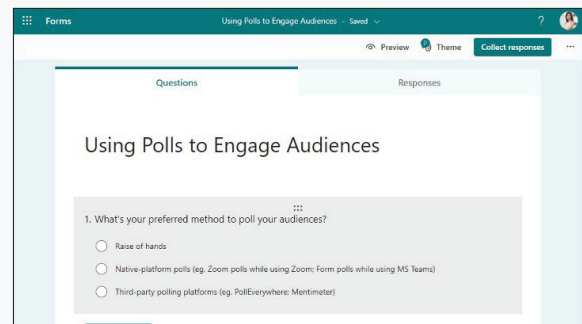 Forms
Using Polls to Engage Audiences - Saved
?
Preview
Theme
Collect responses
...
Questions
Responses
Using Polls to Engage Audiences
1. What's your preferred method to poll your audiences?
Raise of hands
Native-platform polls (eg. Zoom polls while using Zoom; Form polls while using MS Teams)
Third-party polling platforms (eg. PollEverywhere; Mentimeter)